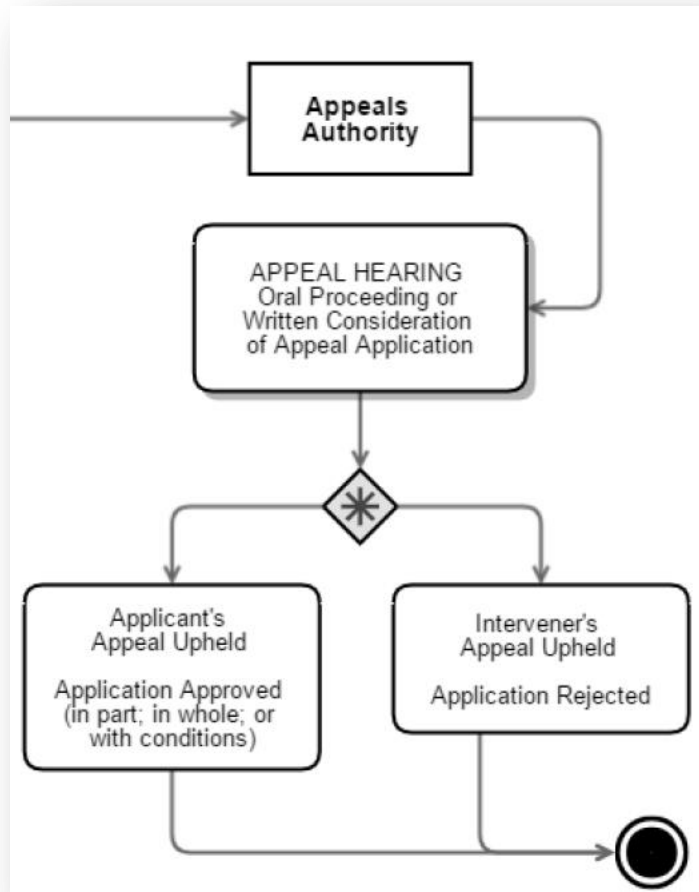 Appeals
Authority
APPEAL HEARING
Oral Proceeding or
Written Consideration
of Appeal Application
Applicant's
Appeal Upheld
Application Approved
(in part; in whole; or
with conditions)
Intervener's
Appeal Upheld
Application Rejected